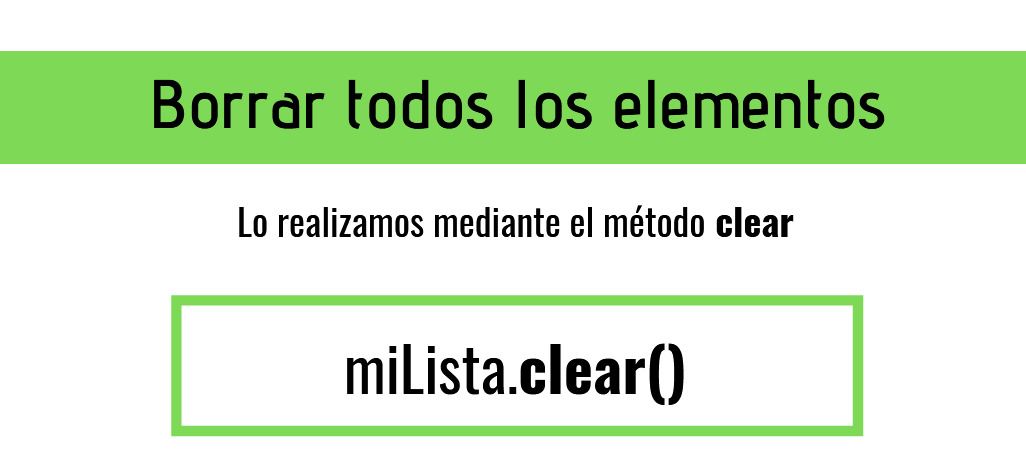 Borrar todos los elementos
Lo realizamos mediante el método clear
miLista.clear()